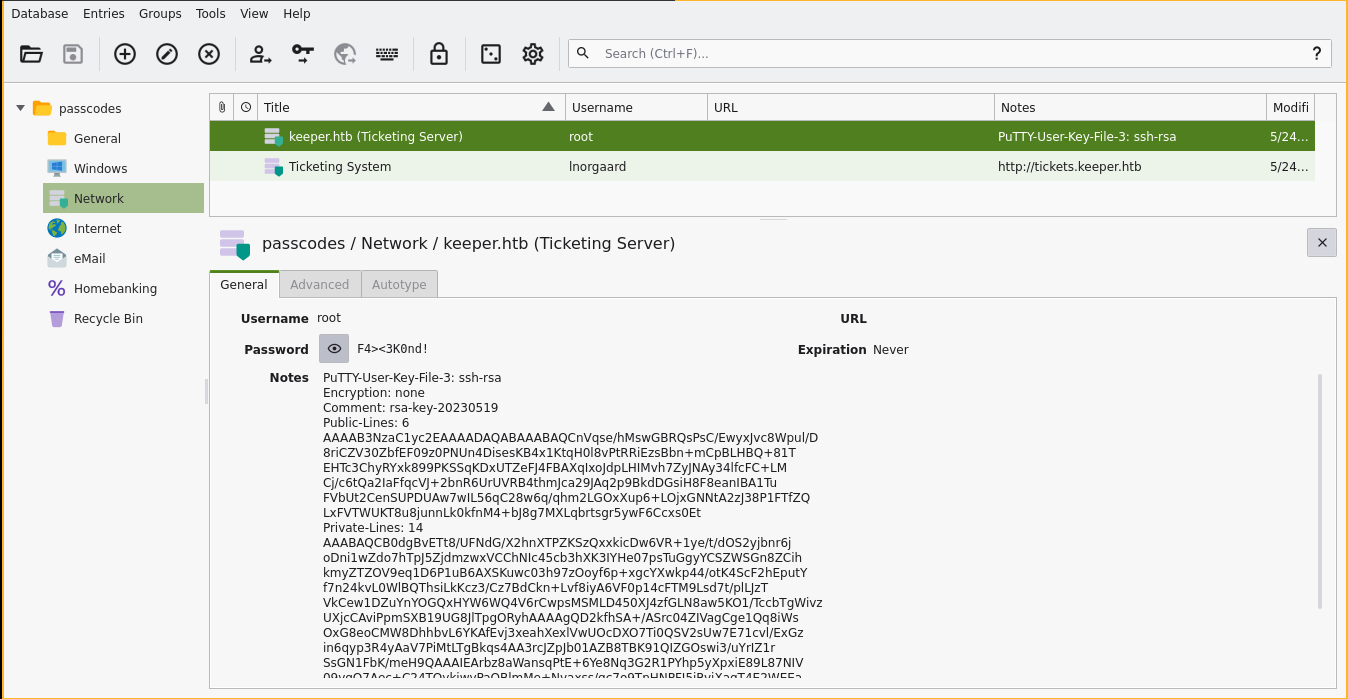 Database Entries Groups Tools View Help
Search (Ctrl+F)... ?
passcodes
General
Windows
Network
Internet
eMail
Homebanking
Recycle Bin
Title Username URL Notes Modifi
keeper.htb (Ticketing Server) root PuTTY-User-Key-File-3: ssh-rsa 5/24...
Ticketing System lnorgaard http://tickets.keeper.htb 5/24...
passcodes / Network / keeper.htb (Ticketing Server)
General Advanced Autotype
Username root URL
Password F4><3K0nd! Expiration Never
Notes PuTTY-User-Key-File-3: ssh-rsa
Encryption: none
Comment: rsa-key-20230519
Public-Lines: 6
AAAAB3NzaC1yc2EAAAADAQABAAABAQCnVqse/hMswGBRQsPsC/EwyxJvc8Wpul/D
8riCZV30ZbfEF09z0PNUn4DisesKB4x1KtqH0l8vPtRRiEzsBbn+mCpBLHBQ+81T
EHTc3ChyRYxk899PKSSqKDxUTZeFJ4FBAXqIxoJdpLHIMvh7ZyJNAy34lfcFC+LM
Cj/c6tQa2IaFfqcVJ+2bnR6UrUVRB4thmJca29JAq2p9BkdDGsiH8F8eanIBA1Tu
FVbUt2CenSUPDUAw7wIL56qC28w6q/qhm2LGOxXup6+LOjxGNNtA2zJ38P1FTfZQ
LxFVTWUKT8u8junnLk0kfnM4+bJ8g7MXLqbrtsgr5ywF6Ccxs0Et
Private-Lines: 14
AAABAQCB0dgBvETt8/UFNdG/X2hnXTPZKSzQxxkicDw6VR+1ye/t/dOS2yjbnr6j
oDni1wZdo7hTpJ5ZjdmzwxVCChNIc45cb3hXK3IYHe07psTuGgyYCSZWSGn8ZCih
kmyZTZOV9eq1D6P1uB6AXSKuwc03h97zOoyf6p+xgcYXwkp44/otK4ScF2hEputY
f7n24kvL0WlBQThsiLkKcz3/Cz7BdCkn+Lvf8iyA6VF0p14cFTM9Lsd7t/plLJzT
VkCew1DZuYnYOGQxHYW6WQ4V6rCwpsMSMLD450XJ4zfGLN8aw5KO1/TccbTgWivz
UXjcCAviPpmSXB19UG8JlTpgORyhAAAAgQD2kfhSA+/ASrc04ZIVagCge1Qq8iWs
OxG8eoCMW8DhhbvL6YKAfEvj3xeahXexlVwUOcDXO7Ti0QSV2sUw7E71cvl/ExGz
in6qyp3R4yAaV7PiMtLTgBkqs4AA3rcJZpJb01AZB8TBK91QIZGOswi3/uYrIZ1r
SsGN1FbK/meH9QAAAIEArbz8aWansqPtE+6Ye8Nq3G2R1PYhp5yXpxiE89L87NIV